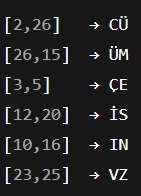 [2,26] → CÜ
[26,15] → ÜM
[3,5] → ÇE
[12,20] → İS
[10,16] → IN
[23,25] → VZ